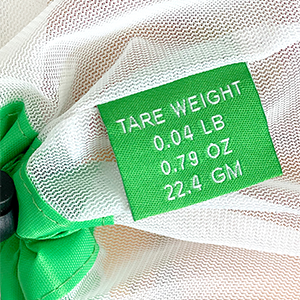 TARE WEIGHT
0.04 LB
0.79 OZ
22.4 GM